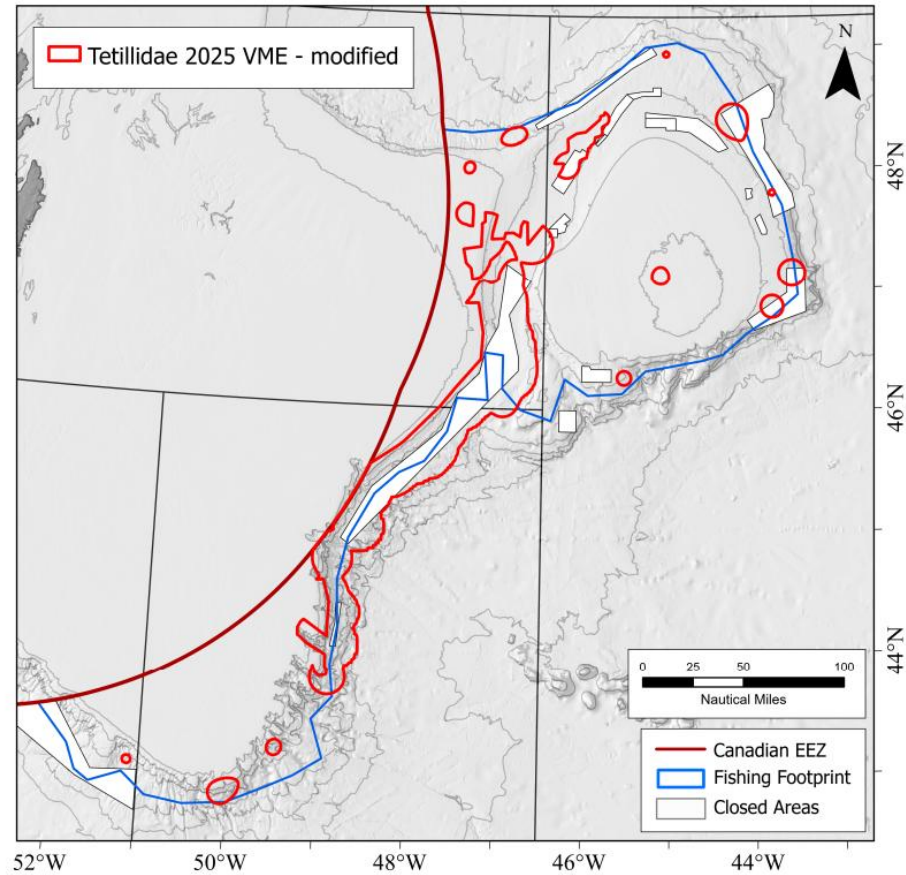 Tetillidae 2025 VME - modified
N
48°N
46°N
44°N
0 25 50 100
Nautical Miles
Canadian EEZ
Fishing Footprint
Closed Areas
52°W 50°W 48°W 46°W 44°W